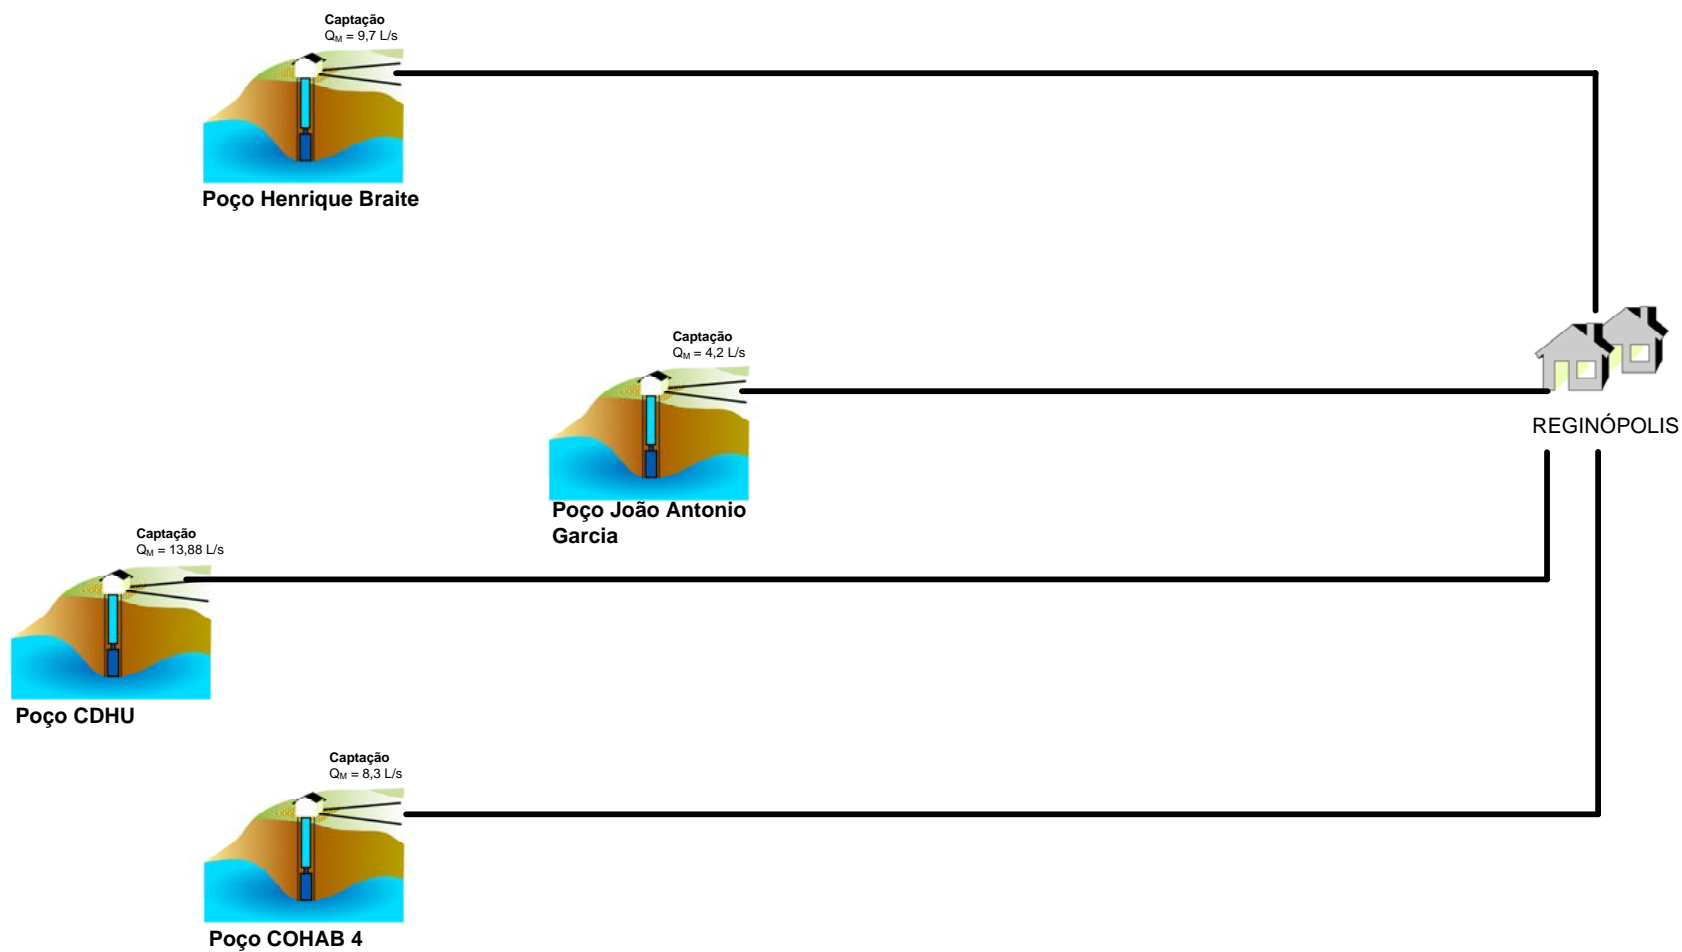 Captação
QM = 9,7 L/s
Poço Henrique Braite
Captação
QM = 4,2 L/s
REGINÓPOLIS
Poço João Antonio
Garcia
Captação
QM = 13,88 L/s
Poço CDHU
Captação
QM = 8,3 L/s
Poço COHAB 4